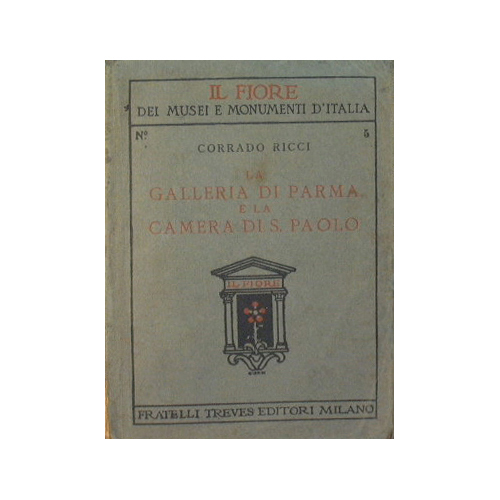 IL FIORE
DEI MUSEI E MONUMENTI D'ITALIA
Nº 5
CORRADO RICCI
LA
GALLERIA DI PARMA
E LA
CAMERA DI S. PAOLO
IL FIORE
FRATELLI TREVES EDITORI MILANO